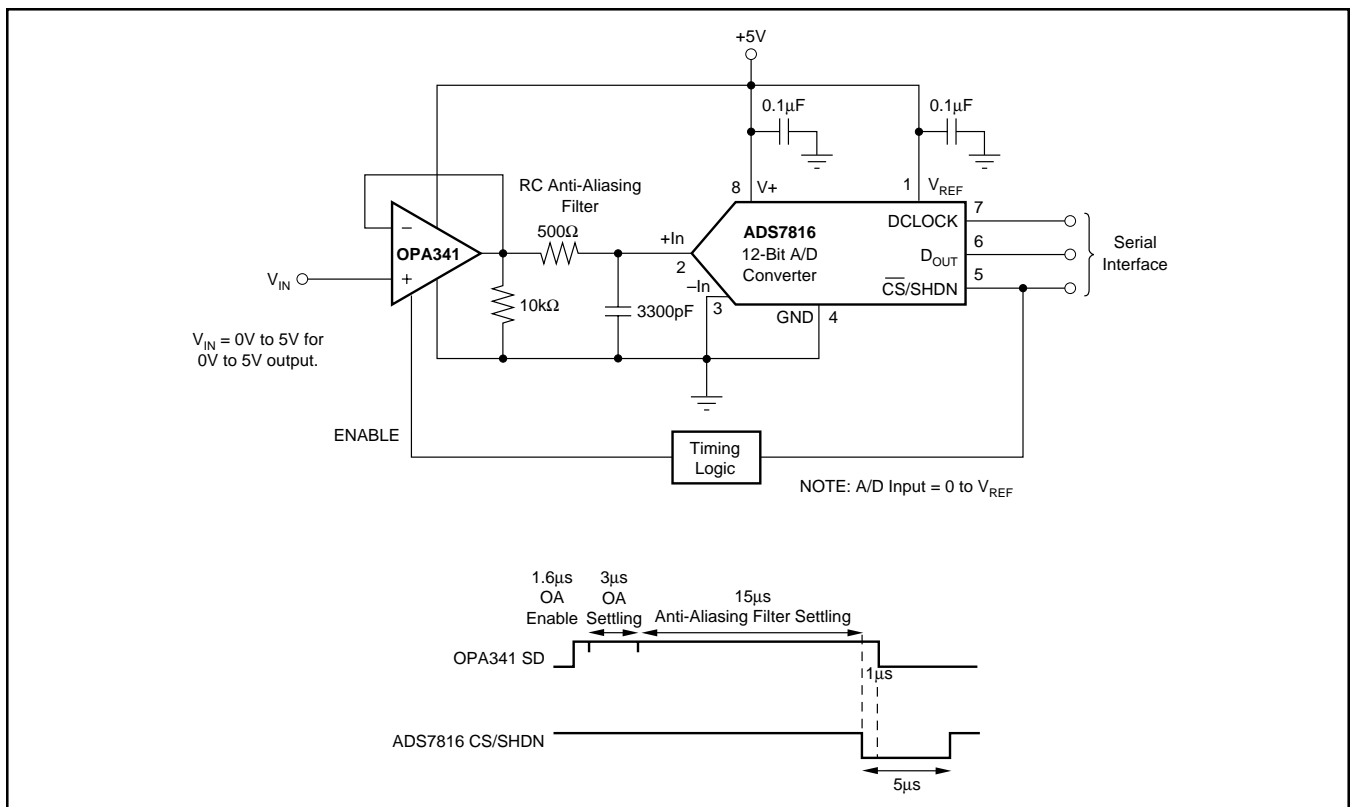 +5V
0.1µF
0.1µF
RC Anti-Aliasing
Filter
8
V+
1
VREF
7
500Ω
DCLOCK
–
+In
ADS7816
6
Serial
Interface
OPA341
2
12-Bit A/D
Converter
DOUT
VIN
+
–In
5
CS/SHDN
10kΩ
3300pF
3
GND
4
VIN = 0V to 5V for
0V to 5V output.
ENABLE
Timing
Logic
NOTE: A/D Input = 0 to VREF
1.6µs
OA
Enable
3µs
OA
Settling
15µs
Anti-Aliasing Filter Settling
OPA341 SD
1µs
ADS7816 CS/SHDN
5µs